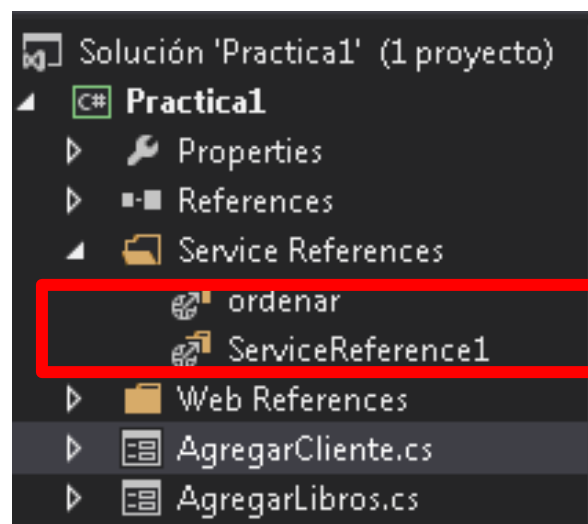 Solución 'Practica1' (1 proyecto)
C# Practica1
Properties
References
Service References
ordenar
ServiceReference1
Web References
AgregarCliente.cs
AgregarLibros.cs